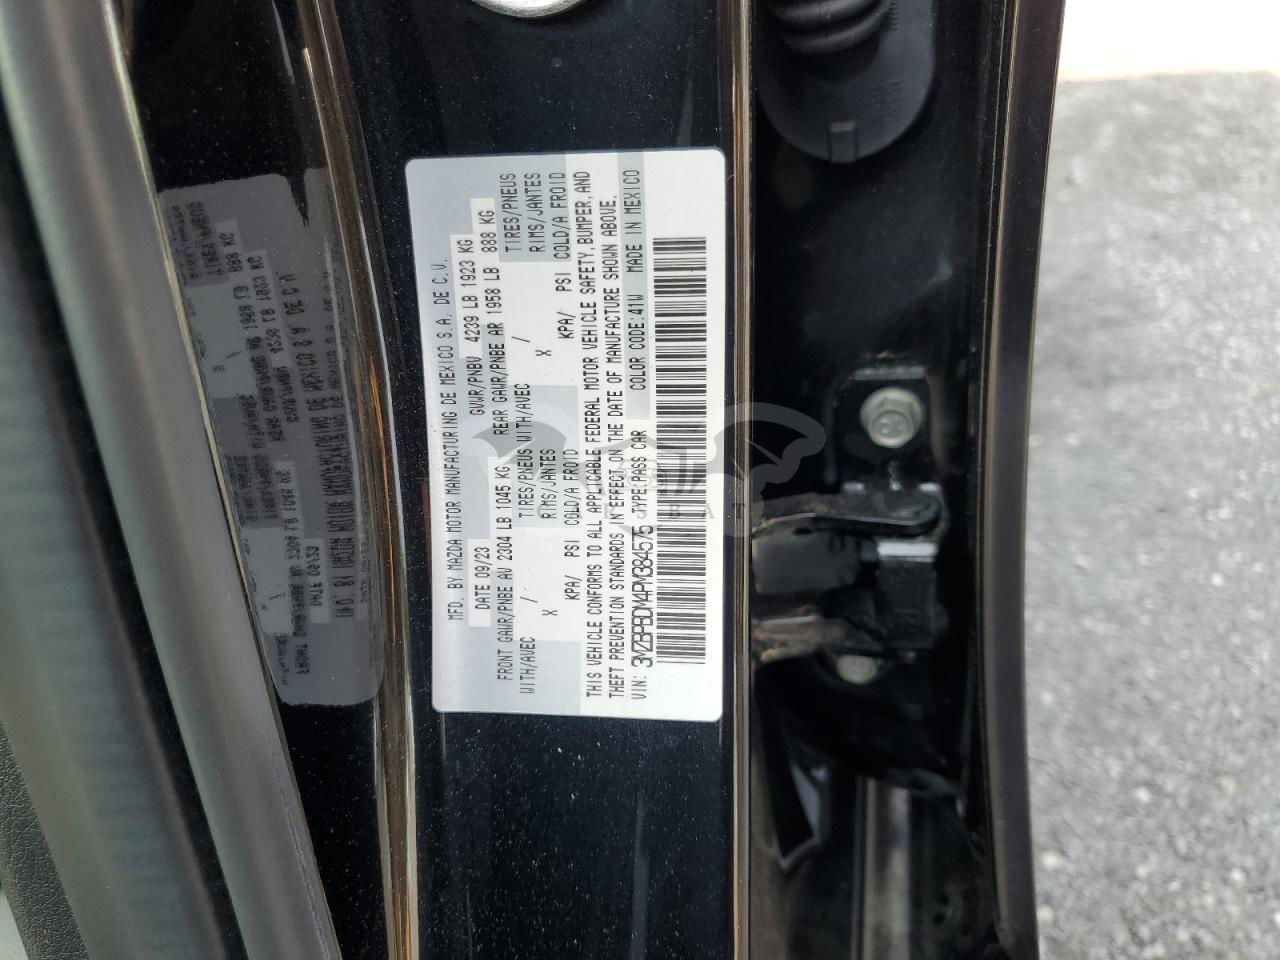 MFD. BY MAZDA MOTOR MANUFACTURING DE MEXICO S.A. DE C.V.
DATE 09/23 GVWR/PNBV 4239 LB 1923 KG
FRONT GAWR/PNBE AV 2304 LB 1045 KG REAR GAWR/PNBE AR 1958 LB 888 KG
WITH/AVEC / TIRES/PNEUS WITH/AVEC / TIRES/PNEUS
X RIMS/JANTES X RIMS/JANTES
KPA/ PSI COLD/A FROID KPA/ PSI COLD/A FROID
THIS VEHICLE CONFORMS TO ALL APPLICABLE FEDERAL MOTOR VEHICLE SAFETY, BUMPER, AND
THEFT PREVENTION STANDARDS IN EFFECT ON THE DATE OF MANUFACTURE SHOWN ABOVE.
VIN: 3MZBPBDM4PM384575 TYPE:PASS CAR COLOR CODE:41W MADE IN MEXICO